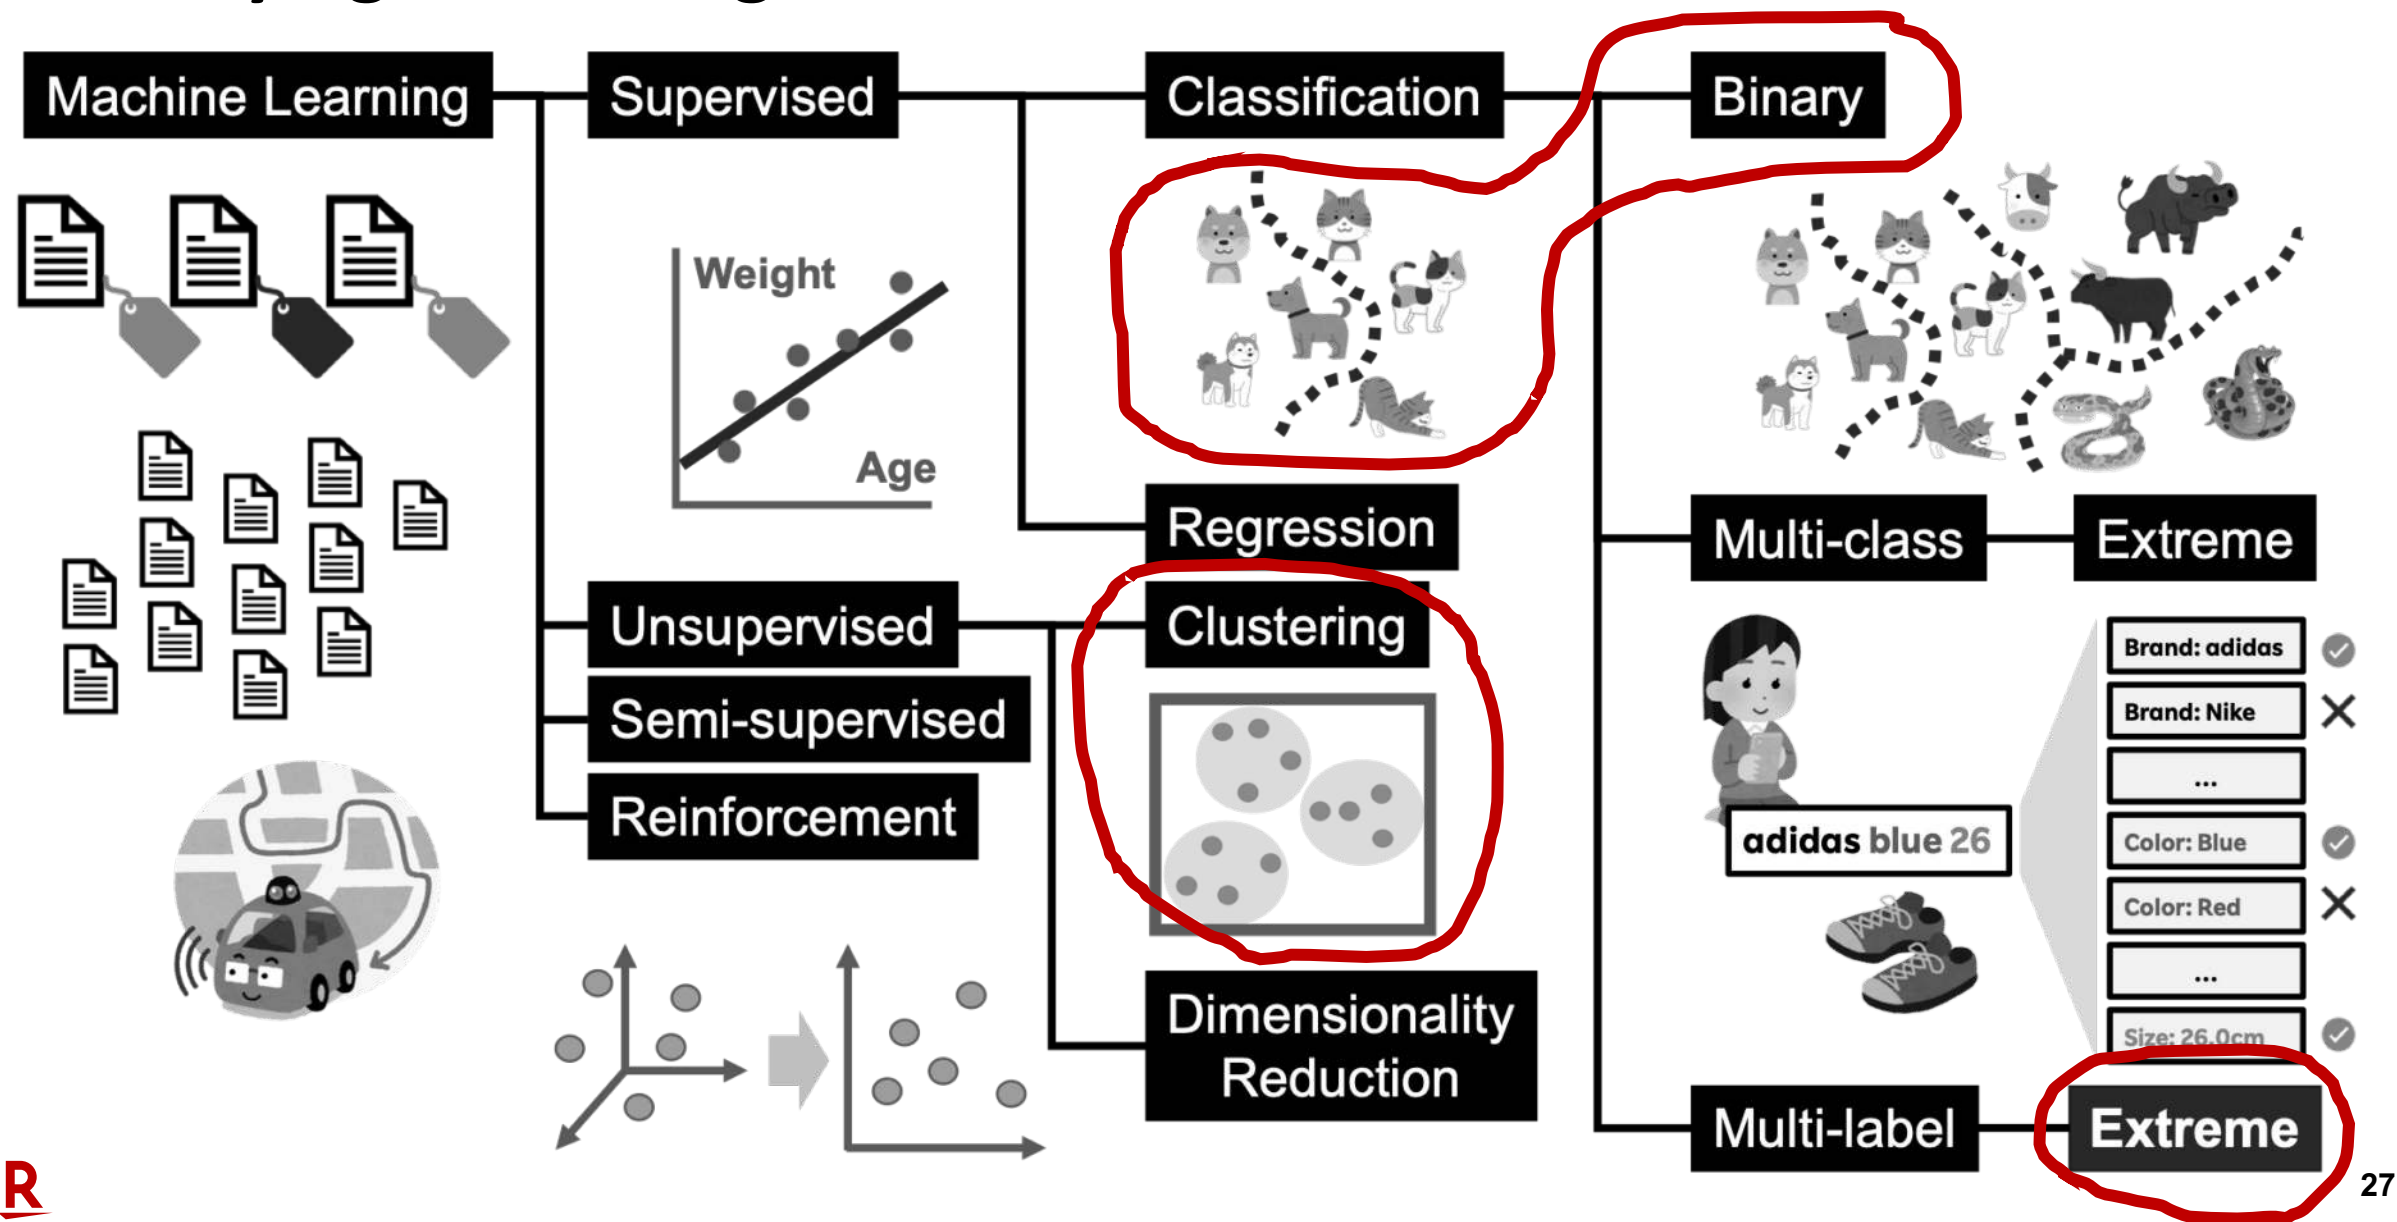 Machine Learning
Supervised
Classification
Binary
Weight
Age
Regression
Multi-class
Extreme
Unsupervised
Clustering
Semi-supervised
Reinforcement
Dimensionality
Reduction
Brand: adidas
Brand: Nike
...
adidas blue 26
Color: Blue
Color: Red
...
Size: 26.0cm
Multi-label
Extreme
R
27